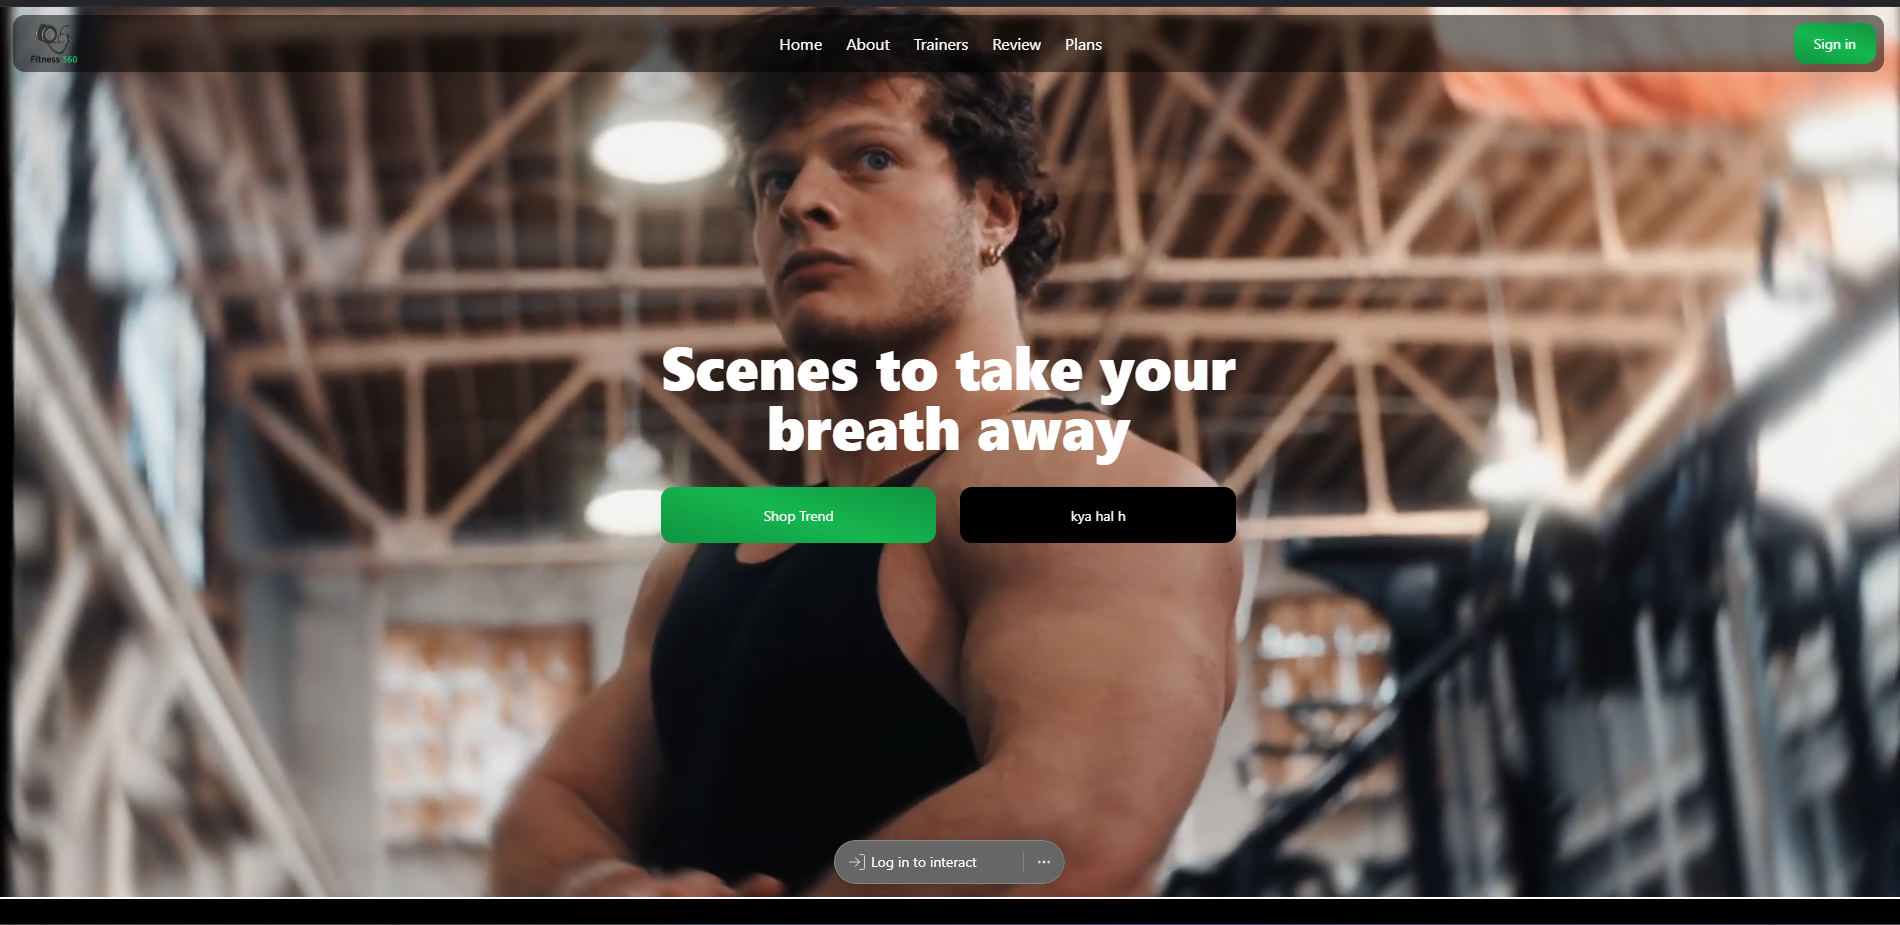 Fitness 360
Home About Trainers Review Plans
Sign in
Scenes to take your
breath away
Shop Trend
kya hal h
Log in to interact